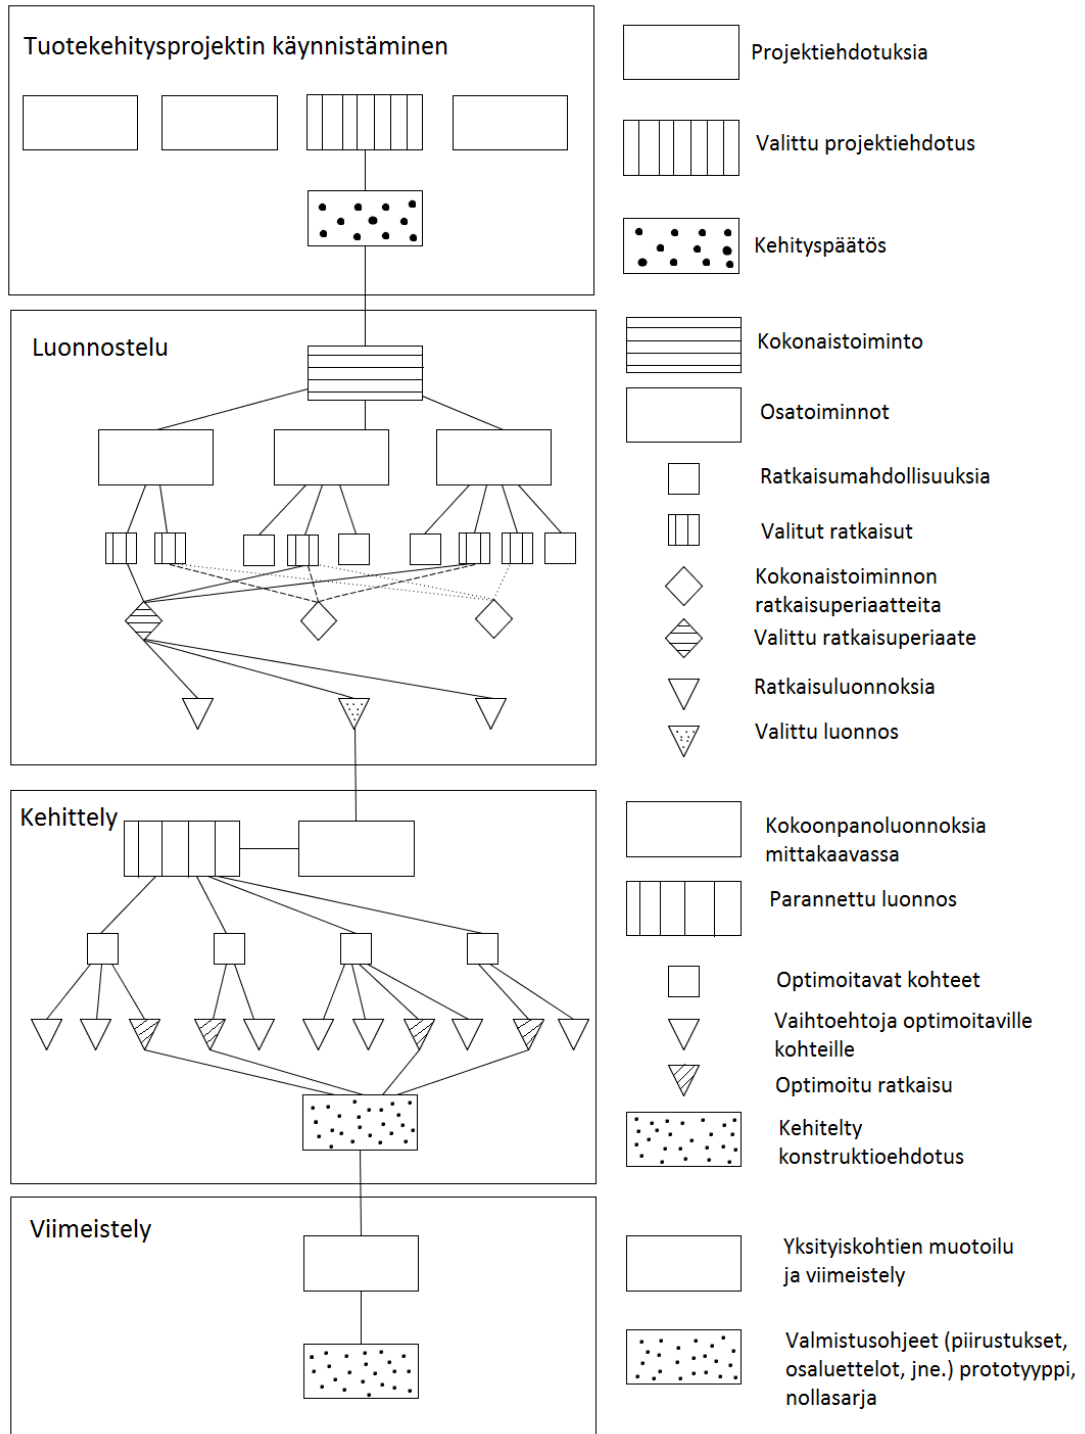 Tuotekehitysprojektin käynnistäminen
Projektiehdotuksia
Valittu projektiehdotus
Kehityspäätös
Luonnostelu
Kokonaistoiminto
Osatoiminnot
Ratkaisumahdollisuuksia
Valitut ratkaisut
Kokonaistoiminnon
ratkaisuperiaatteita
Valittu ratkaisuperiaate
Ratkaisuluonnoksia
Valittu luonnos
Kehittely
Kokoonpanoluonnoksia
mittakaavassa
Parannettu luonnos
Optimoitavat kohteet
Vaihtoehtoja optimoitaville
kohteille
Optimoitu ratkaisu
Kehitelty
konstruktioehdotus
Viimeistely
Yksityiskohtien muotoilu
ja viimeistely
Valmistusohjeet (piirustukset,
osaluettelot, jne.) prototyyppi,
nollasarja